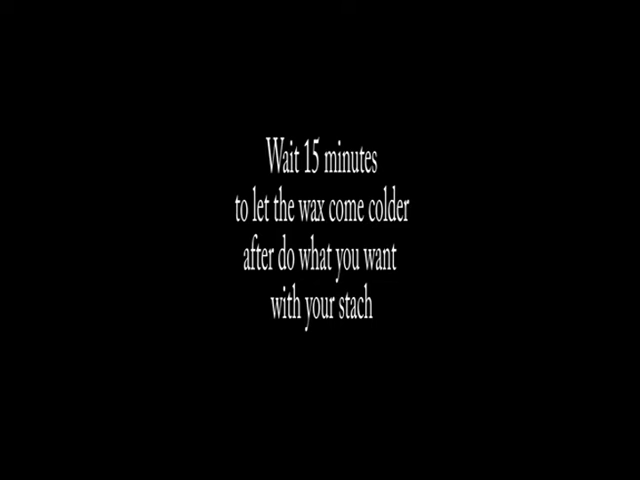 Wait 15 minutes
to let the wax come colder
after do what you want
with your stach